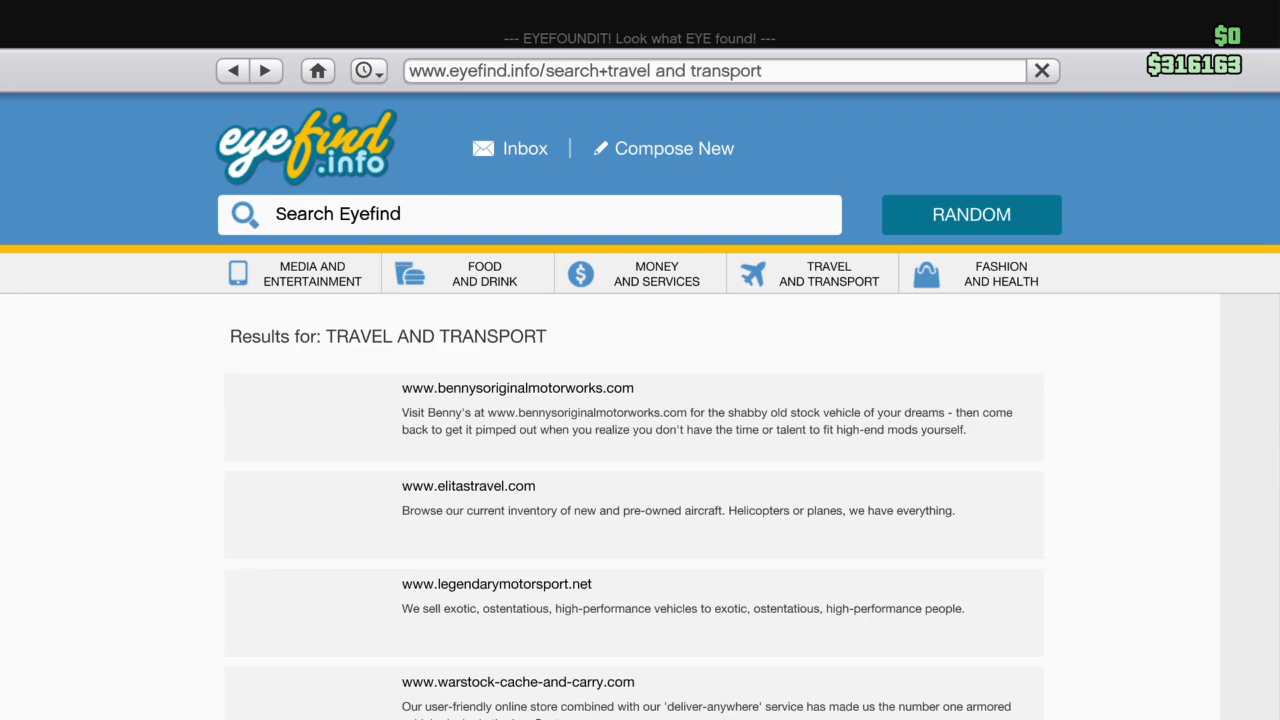 --- EYEFOUNDIT! Look what EYE found! ---
$0
www.eyefind.info/search+travel and transport
$316163
eyefind
.info
Inbox | Compose New
Search Eyefind
RANDOM
MEDIA AND
ENTERTAINMENT
FOOD
AND DRINK
MONEY
AND SERVICES
TRAVEL
AND TRANSPORT
FASHION
AND HEALTH
Results for: TRAVEL AND TRANSPORT
www.bennysoriginalmotorworks.com
Visit Benny's at www.bennysoriginalmotorworks.com for the shabby old stock vehicle of your dreams - then come
back to get it pimped out when you realize you don't have the time or talent to fit high-end mods yourself.
www.elitastravel.com
Browse our current inventory of new and pre-owned aircraft. Helicopters or planes, we have everything.
www.legendarymotorsport.net
We sell exotic, ostentatious, high-performance vehicles to exotic, ostentatious, high-performance people.
www.warstock-cache-and-carry.com
Our user-friendly online store combined with our 'deliver-anywhere' service has made us the number one armored